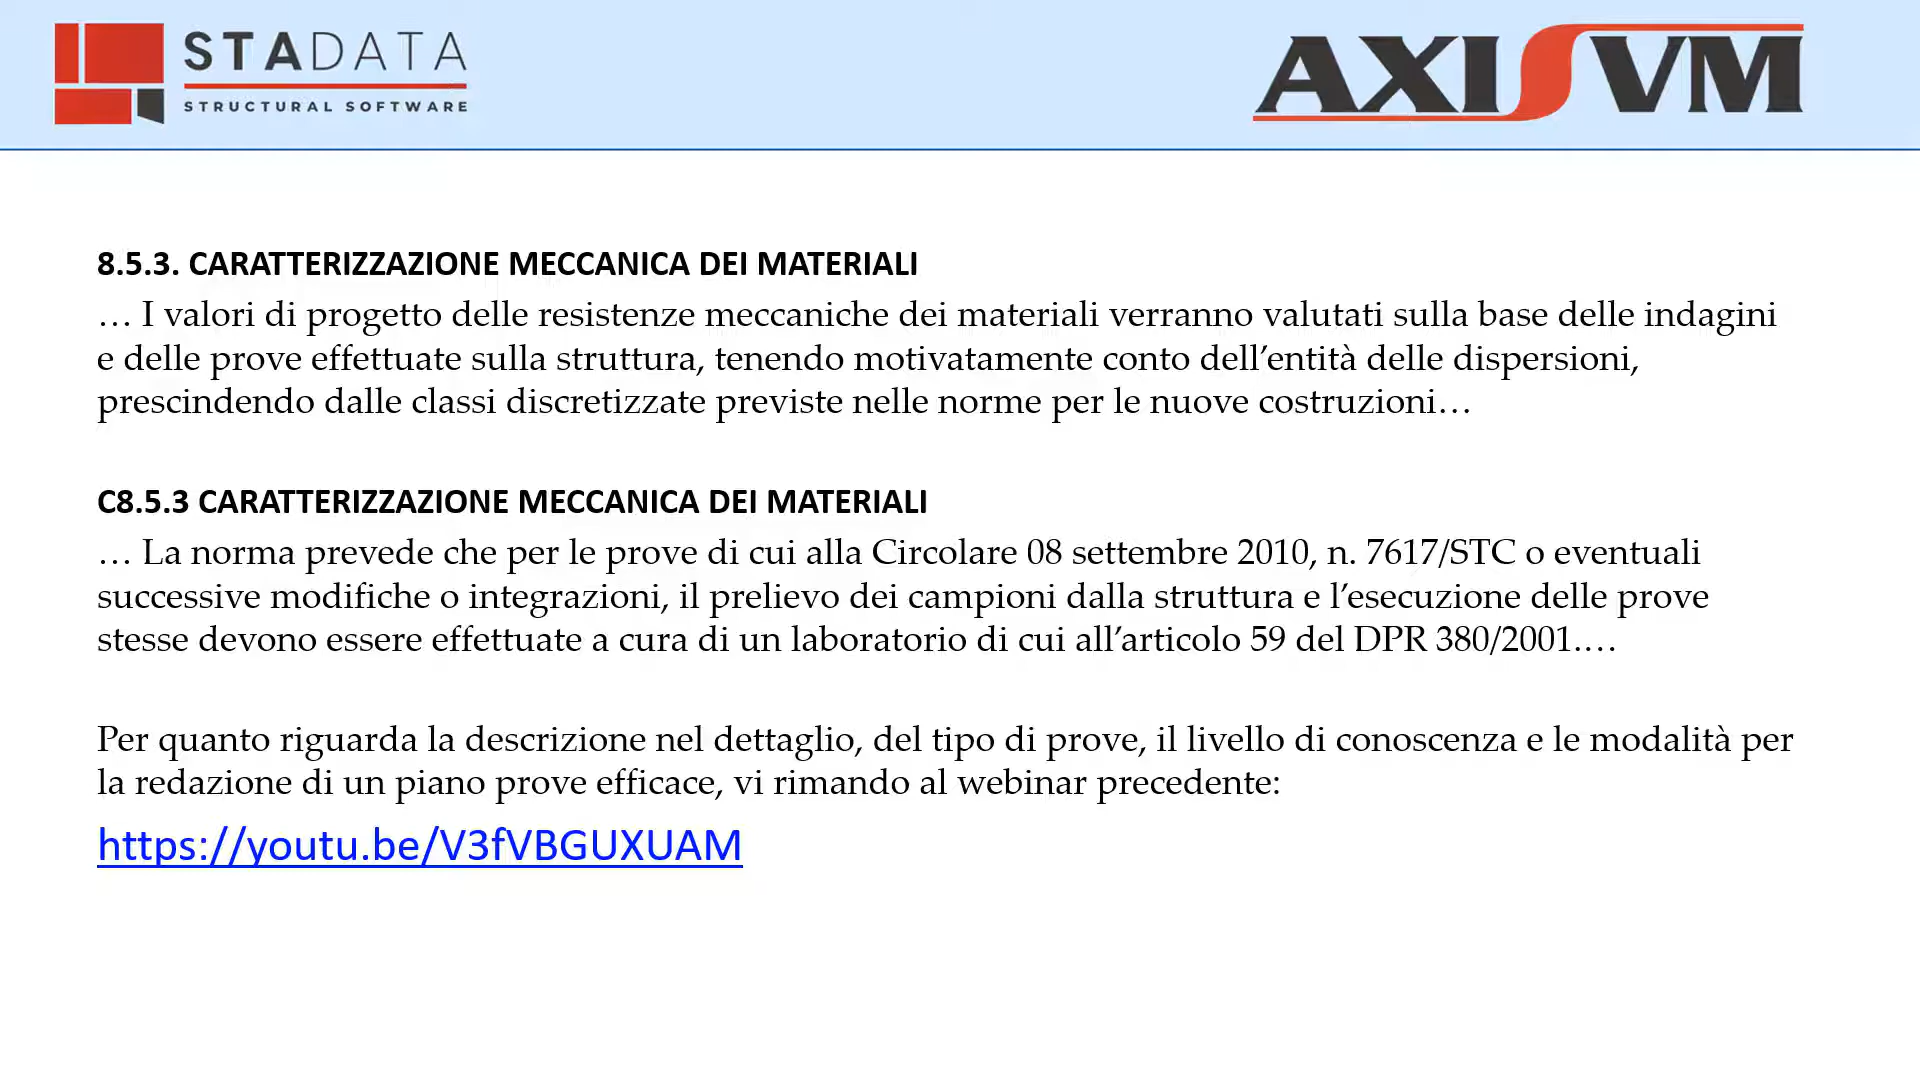 STADATA
STRUCTURAL SOFTWARE
AXISVM
8.5.3. CARATTERIZZAZIONE MECCANICA DEI MATERIALI
… I valori di progetto delle resistenze meccaniche dei materiali verranno valutati sulla base delle indagini
e delle prove effettuate sulla struttura, tenendo motivatamente conto dell’entità delle dispersioni,
prescindendo dalle classi discretizzate previste nelle norme per le nuove costruzioni…
C8.5.3 CARATTERIZZAZIONE MECCANICA DEI MATERIALI
… La norma prevede che per le prove di cui alla Circolare 08 settembre 2010, n. 7617/STC o eventuali
successive modifiche o integrazioni, il prelievo dei campioni dalla struttura e l’esecuzione delle prove
stesse devono essere effettuate a cura di un laboratorio di cui all’articolo 59 del DPR 380/2001.…
Per quanto riguarda la descrizione nel dettaglio, del tipo di prove, il livello di conoscenza e le modalità per
la redazione di un piano prove efficace, vi rimando al webinar precedente:
https://youtu.be/V3fVBGUXUAM